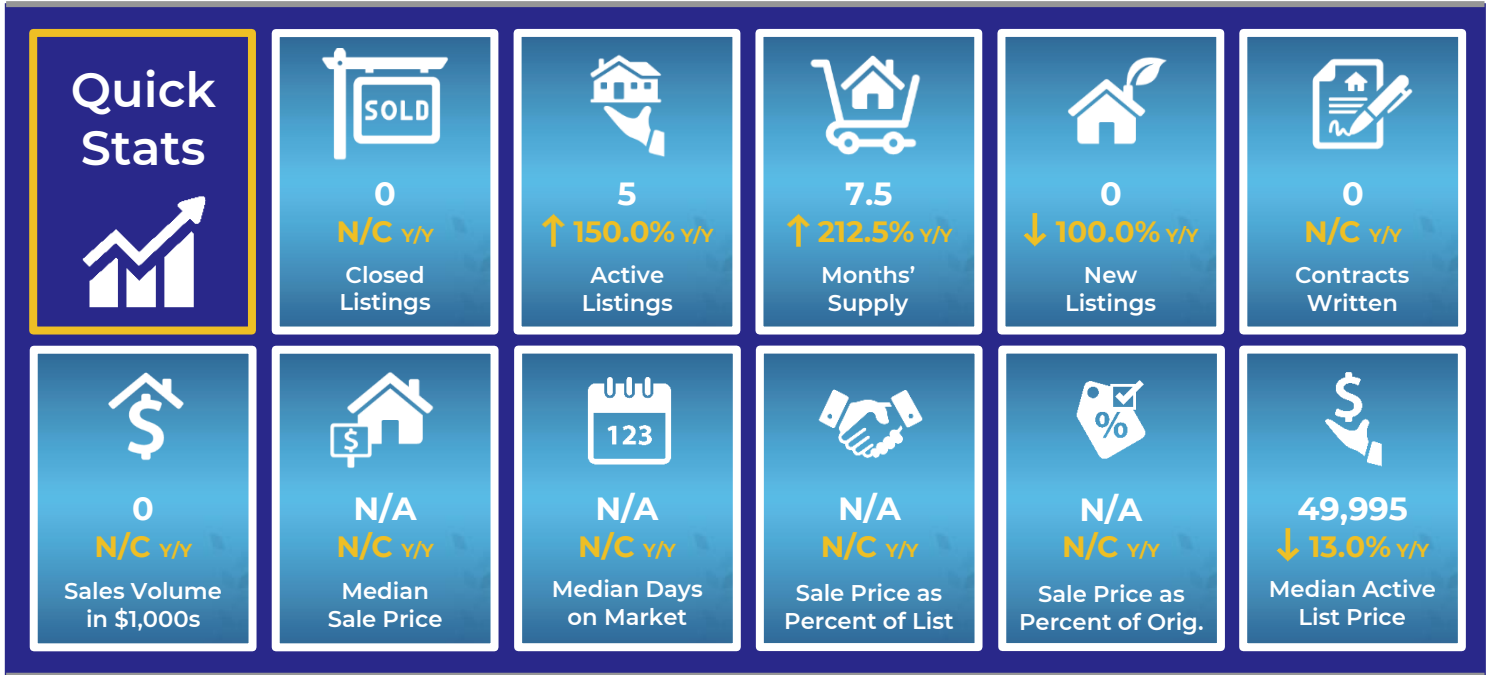 Quick
Stats
SOLD
0
N/C Y/Y
Closed
Listings
5
↑ 150.0% Y/Y
Active
Listings
7.5
↑ 212.5% Y/Y
Months’
Supply
0
↓ 100.0% Y/Y
New
Listings
0
N/C Y/Y
Contracts
Written
$
0
N/C Y/Y
Sales Volume
in $1,000s
$
N/A
N/C Y/Y
Median
Sale Price
123
N/A
N/C Y/Y
Median Days
on Market
N/A
N/C Y/Y
Sale Price as
Percent of List
%
N/A
N/C Y/Y
Sale Price as
Percent of Orig.
$
49,995
↓ 13.0% Y/Y
Median Active
List Price